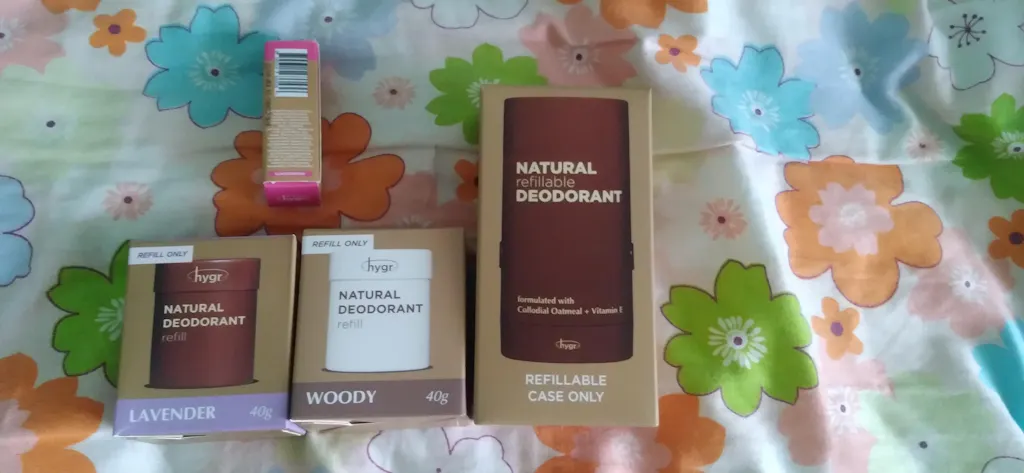 REFILL ONLY
hygr
NATURAL
DEODORANT
refill
LAVENDER 40g
REFILL ONLY
hygr
NATURAL
DEODORANT
refill
WOODY 40g
NATURAL
refillable
DEODORANT
formulated with
Collodial Oatmeal + Vitamin E
hygr
REFILLABLE
CASE ONLY